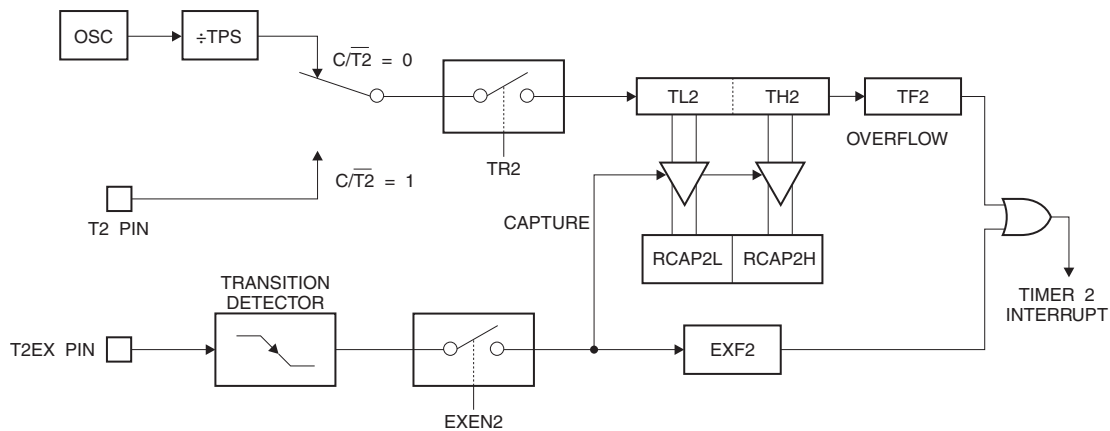 OSC
÷TPS
C/T2 = 0
TL2
TH2
TF2
OVERFLOW
TR2
C/T2 = 1
T2 PIN
CAPTURE
RCAP2L
RCAP2H
TRANSITION
DETECTOR
TIMER 2
INTERRUPT
T2EX PIN
EXF2
EXEN2